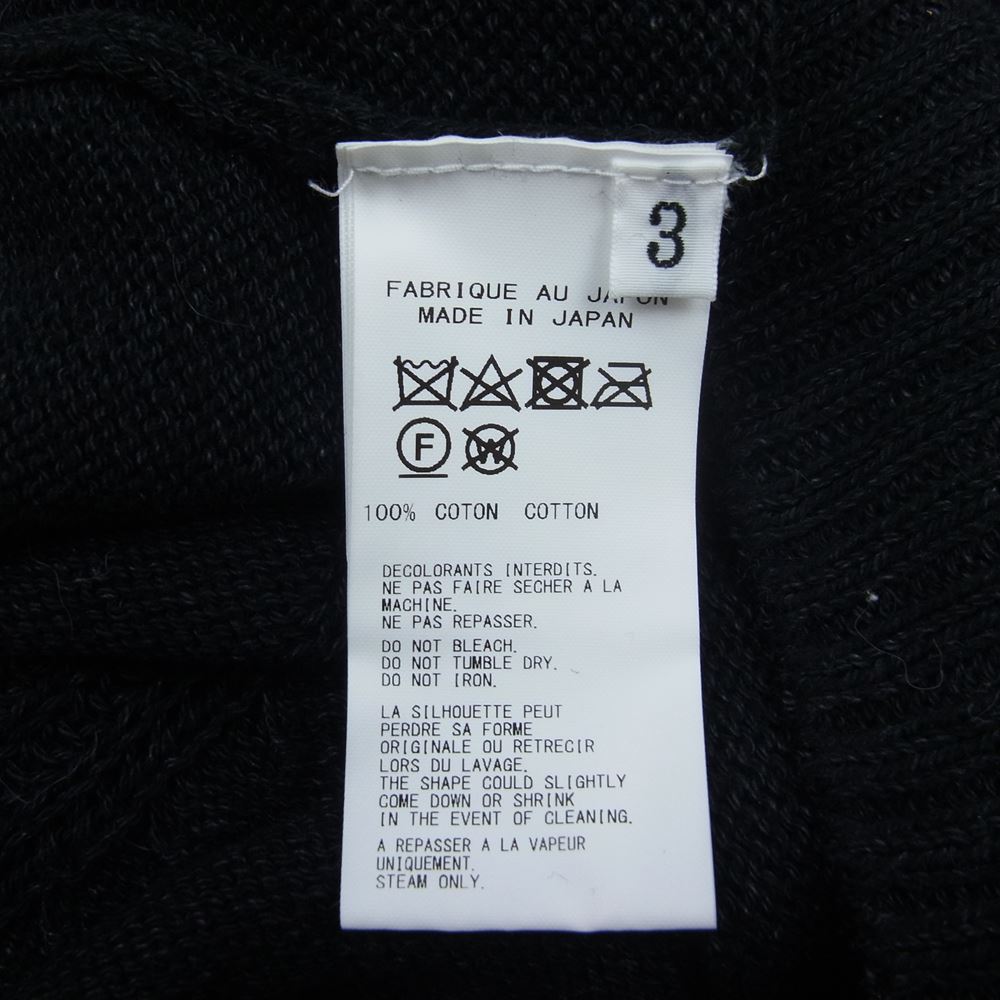 3
FABRIQUE AU JAPON
MADE IN JAPAN
F
W
100% COTON COTTON
DECOLORANTS INTERDITS.
NE PAS FAIRE SECHER A LA
MACHINE.
NE PAS REPASSER.
DO NOT BLEACH.
DO NOT TUMBLE DRY.
DO NOT IRON.
LA SILHOUETTE PEUT
PERDRE SA FORME
ORIGINALE OU RETRECIR
LORS DU LAVAGE.
THE SHAPE COULD SLIGHTLY
COME DOWN OR SHRINK
IN THE EVENT OF CLEANING.
A REPASSER A LA VAPEUR
UNIQUEMENT.
STEAM ONLY.